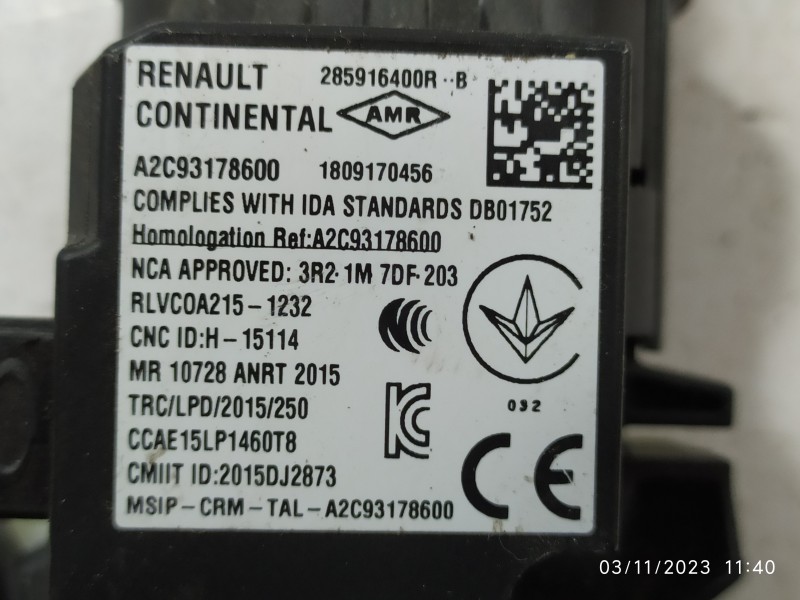 RENAULT 285916400R--B
CONTINENTAL AMR
A2C93178600 1809170456
COMPLIES WITH IDA STANDARDS DB01752
Homologation Ref:A2C93178600
NCA APPROVED: 3R2-1M 7DF-203
RLVCOA215-1232
CNC ID:H-15114
MR 10728 ANRT 2015
TRC/LPD/2015/250
CCAE15LP1460T8
CMIIT ID:2015DJ2873
MSIP-CRM-TAL-A2C93178600
032
CE
03/11/2023 11:40